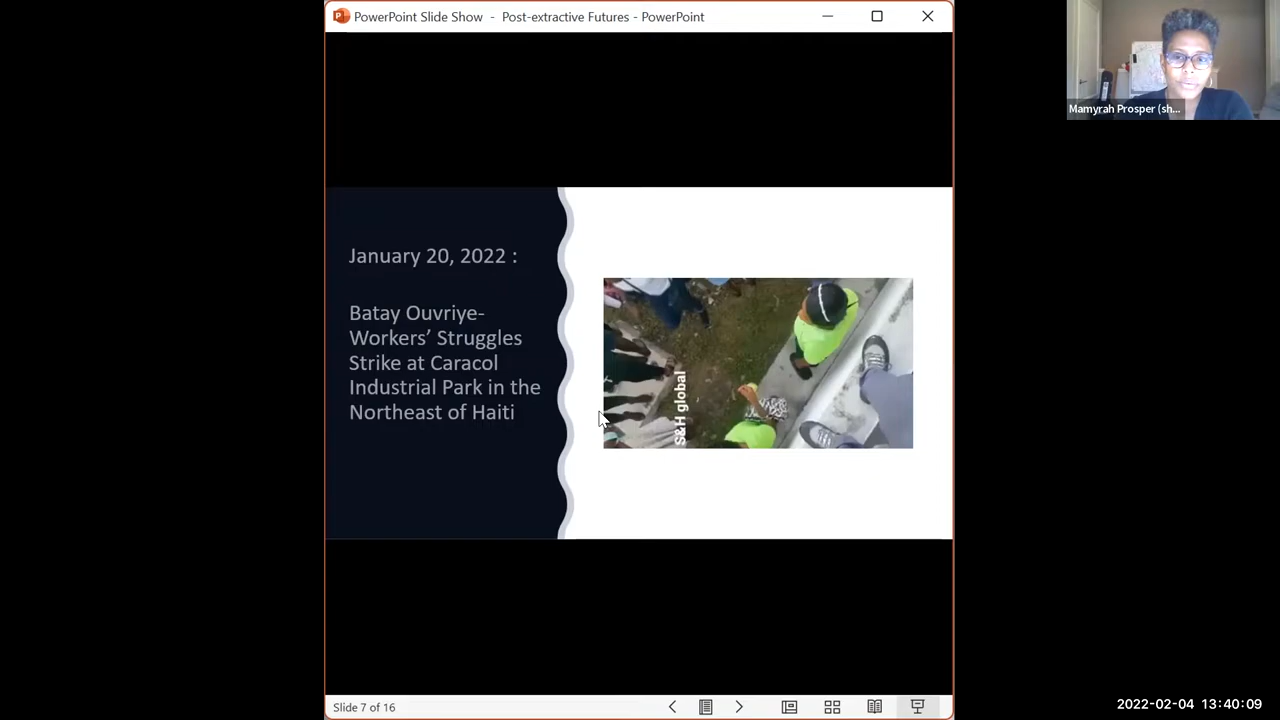 PowerPoint Slide Show - Post-extractive Futures - PowerPoint
Mamyrah Prosper (sh...
January 20, 2022 :
Batay Ouvriye-
Workers’ Struggles
Strike at Caracol
Industrial Park in the
Northeast of Haiti
S&H global
Slide 7 of 16
2022-02-04 13:40:09